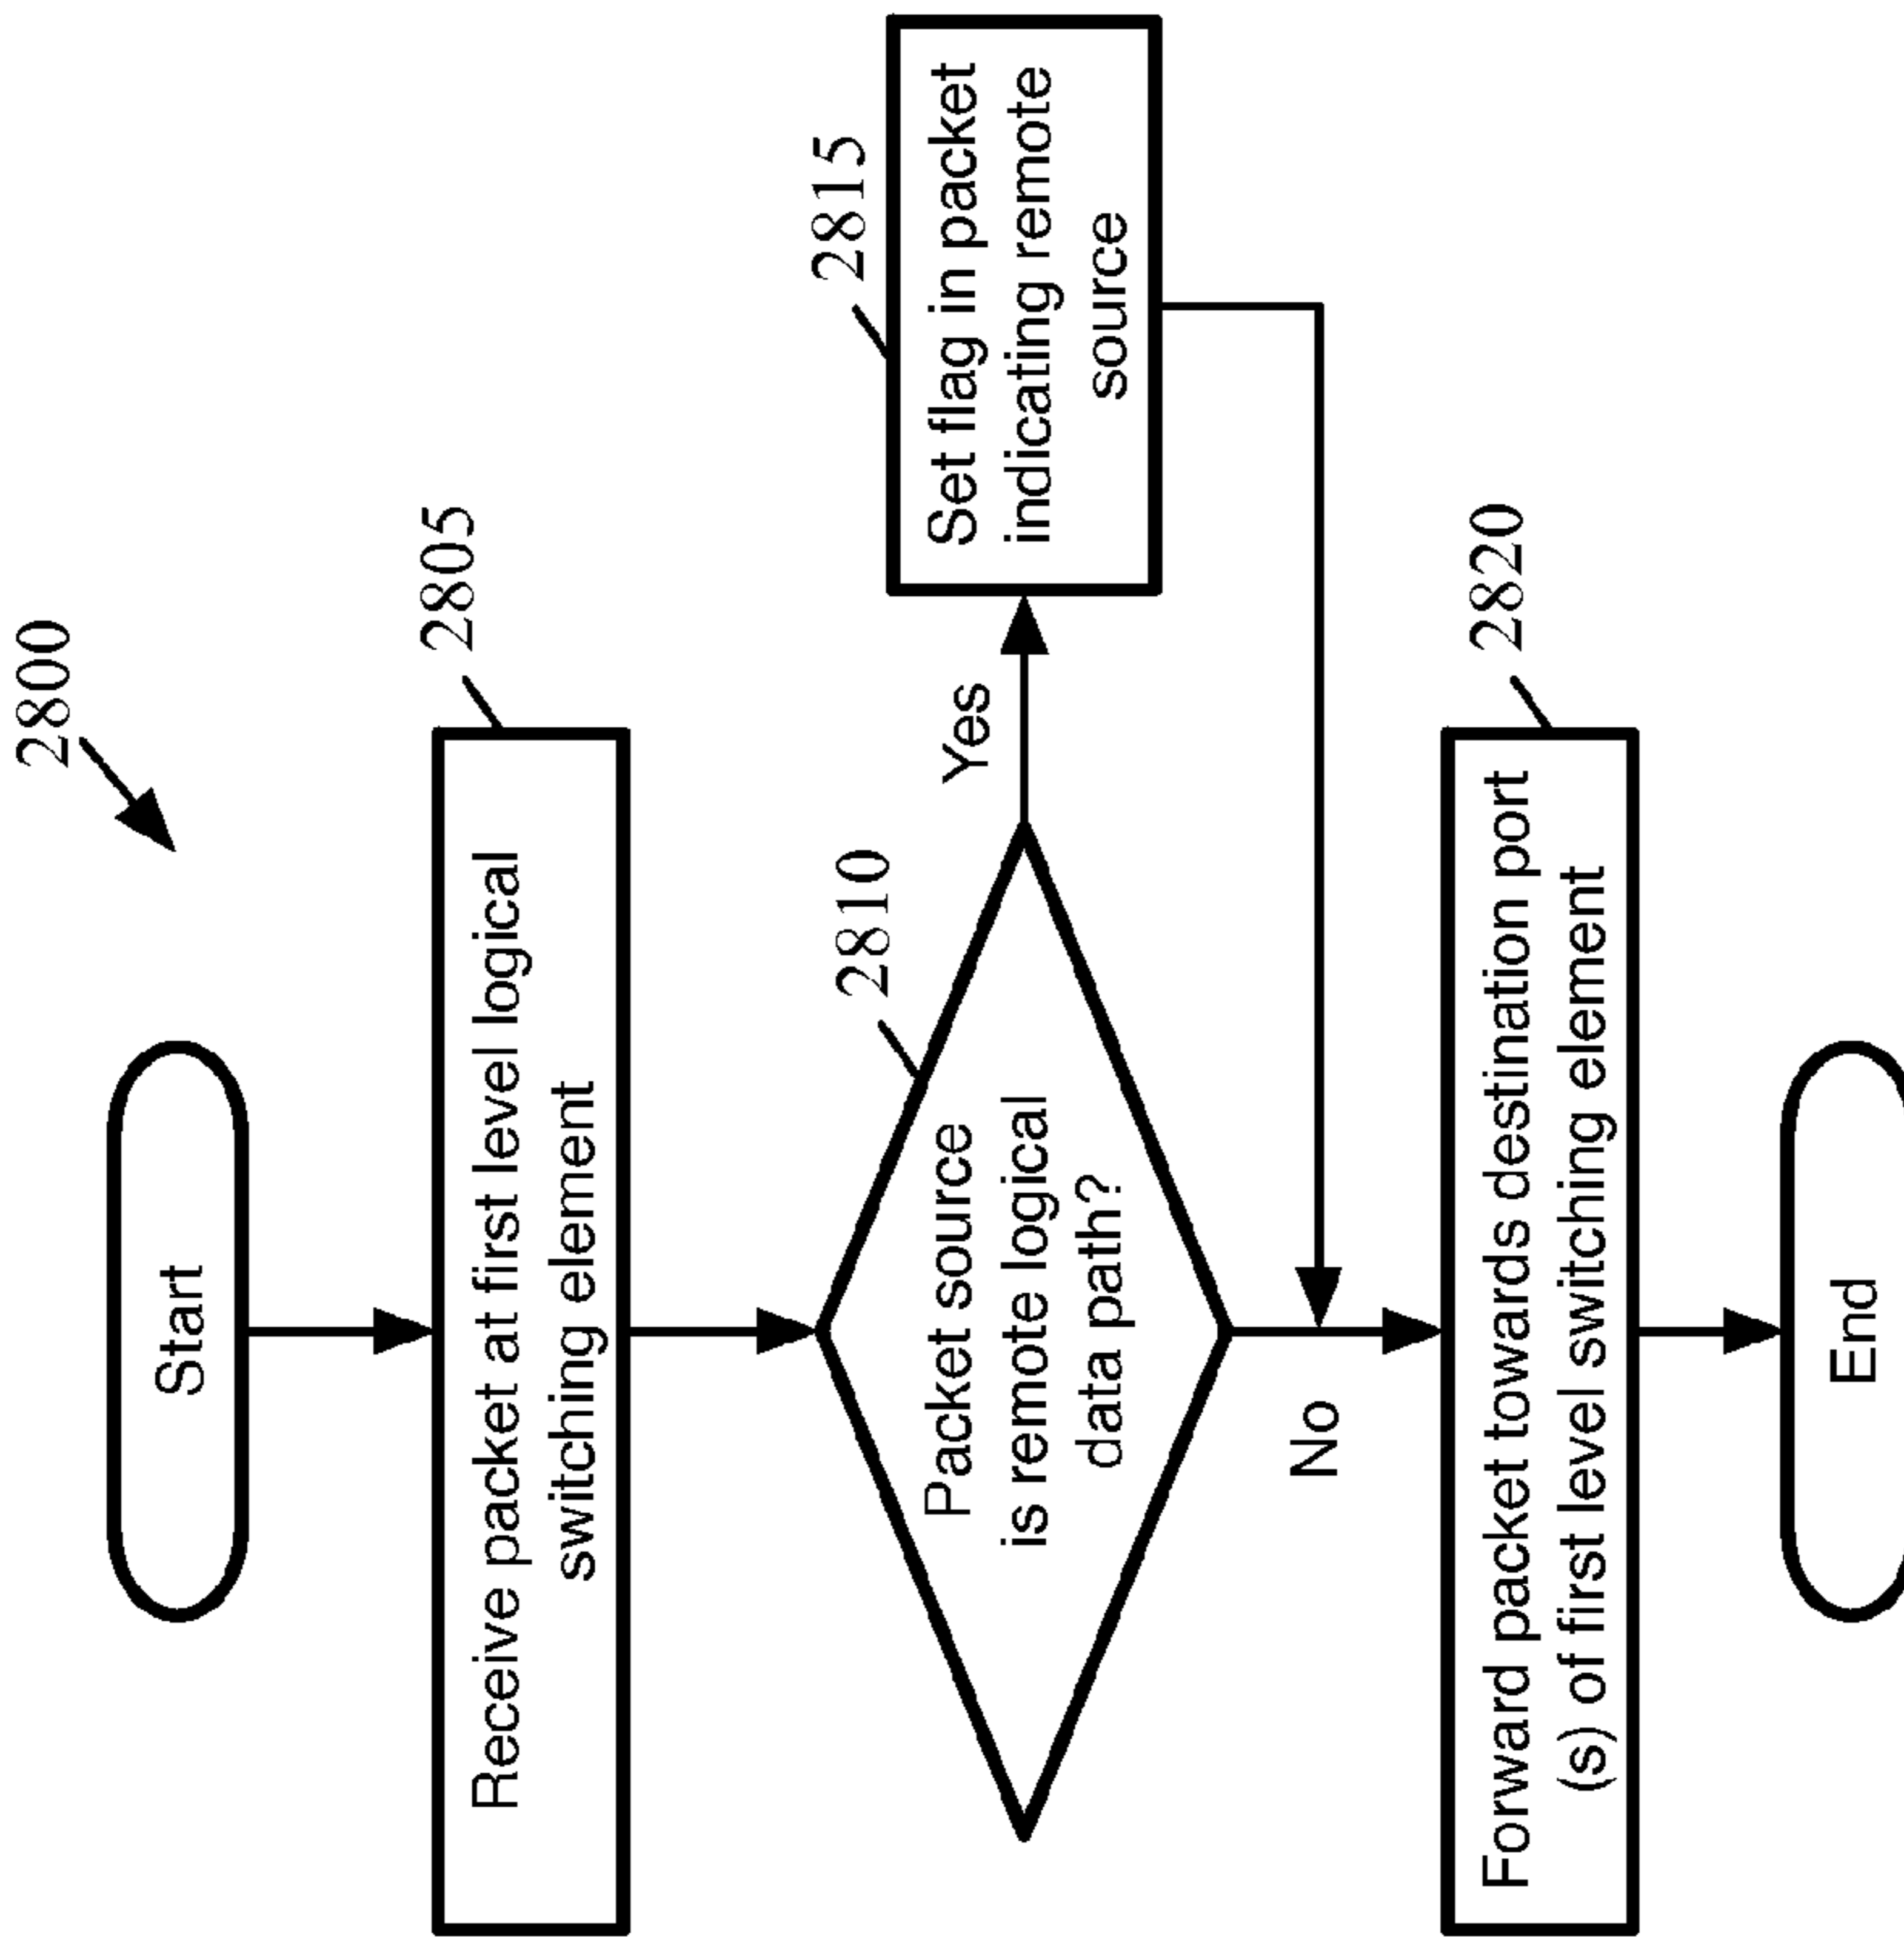 2800
Start
2805
Receive packet at first level logical
switching element
2810
Packet source
is remote logical
data path?
Yes
2815
Set flag in packet
indicating remote
source
No
2820
Forward packet towards destination port
(s) of first level switching element
End